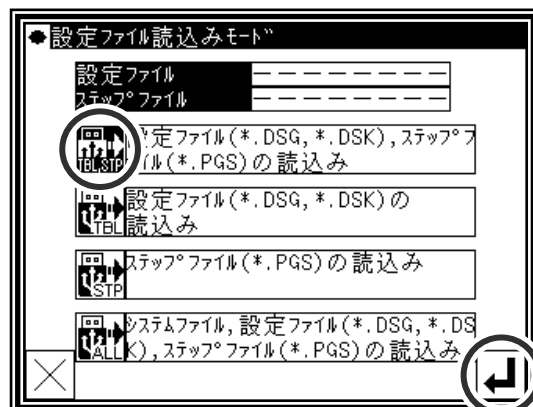 ●設定ファイル読込みモード
設定ファイル --------
ステップファイル --------
TBL STP 設定ファイル(*.DSG,*.DSK),ステップフ
ァイル(*.PGS)の読込み
TBL 設定ファイル(*.DSG,*.DSK)の
読込み
STP ステップファイル(*.PGS)の読込み
ALL システムファイル,設定ファイル(*.DSG,*.DS
K),ステップファイル(*.PGS)の読込み